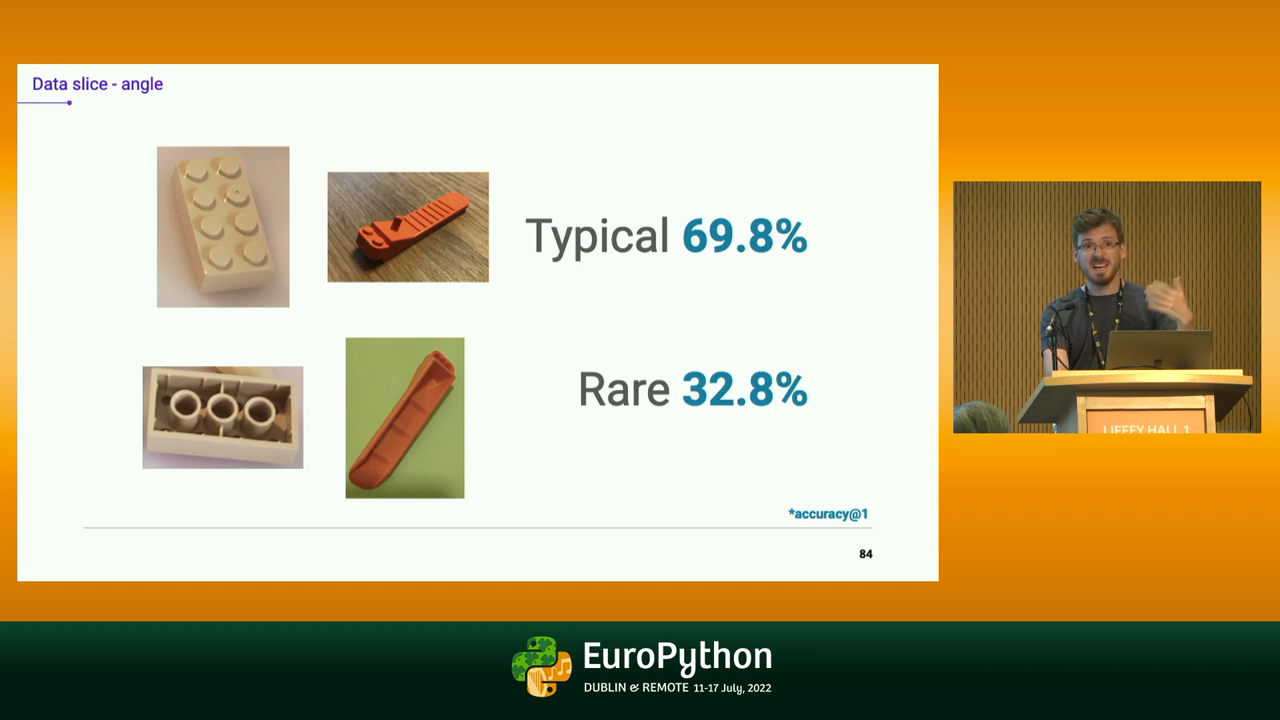 Data slice - angle
Typical 69.8%
Rare 32.8%
*accuracy@1
84
LIFFEY HALL 1
EuroPython
DUBLIN & REMOTE 11-17 July, 2022